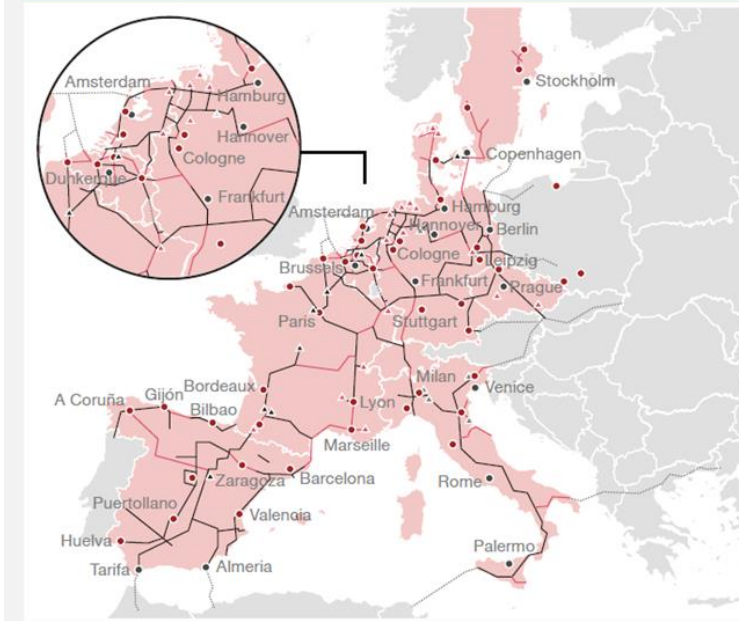 Amsterdam
Hamburg
Hannover
Cologne
Dunkerque
Frankfurt
Stockholm
Copenhagen
Amsterdam
Hamburg
Hannover
Berlin
Brussels
Cologne
Leipzig
Frankfurt
Prague
Paris
Stuttgart
Milan
Venice
Bordeaux
A Coruña
Gijón
Bilbao
Lyon
Marseille
Zaragoza
Barcelona
Rome
Puertollano
Valencia
Huelva
Palermo
Tarifa
Almeria